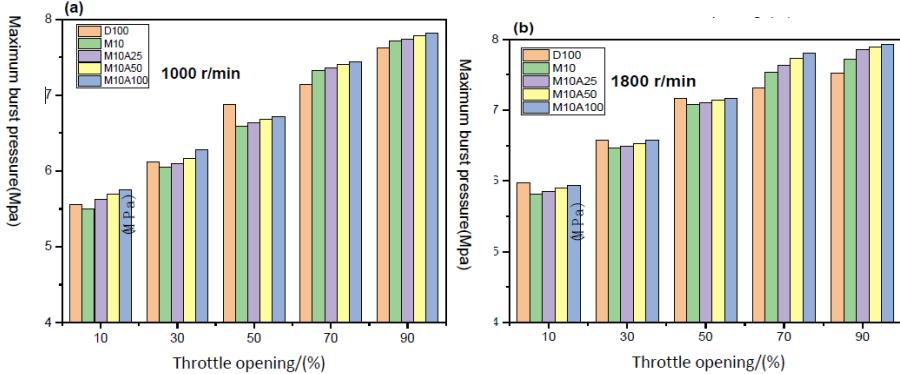 (a)
Maximum burst pressure(Mpa)
8
7
6
5
4
D100
M10
M10A25
M10A50
M10A100
1000 r/min
(MPa)
10 30 50 70 90
Throttle opening/(%)
(b)
Maximum burst pressure(Mpa)
8
7
6
5
4
D100
M10
M10A25
M10A50
M10A100
1800 r/min
(MPa)
10 30 50 70 90
Throttle opening/(%)